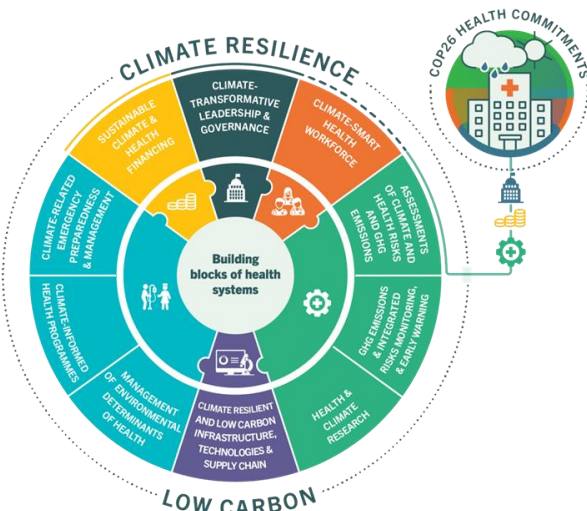 CLIMATE RESILIENCE
COP26 HEALTH COMMITMENTS
CLIMATE-
TRANSFORMATIVE
LEADERSHIP &
GOVERNANCE
CLIMATE-SMART
HEALTH
WORKFORCE
ASSESSMENTS
OF CLIMATE AND
HEALTH RISKS
AND GHG
EMISSIONS
GHG EMISSIONS
& INTEGRATED
RISKS MONITORING,
& EARLY WARNING
HEALTH &
CLIMATE
RESEARCH
CLIMATE RESILIENT
AND LOW CARBON
INFRASTRUCTURE,
TECHNOLOGIES &
SUPPLY CHAIN
MANAGEMENT
OF ENVIRONMENTAL
DETERMINANTS
OF HEALTH
CLIMATE-INFORMED
HEALTH PROGRAMMES
CLIMATE-RELATED
EMERGENCY
PREPAREDNESS
& MANAGEMENT
SUSTAINABLE
CLIMATE &
HEALTH
FINANCING
Building
blocks of health
systems
LOW CARBON